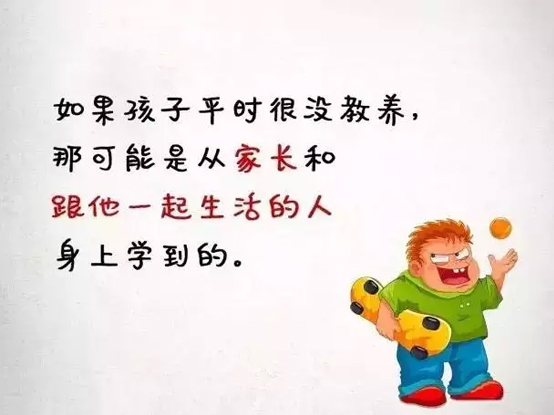 如果孩子平时很没教养，
那可能是从家长和
跟他一起生活的人
身上学到的。